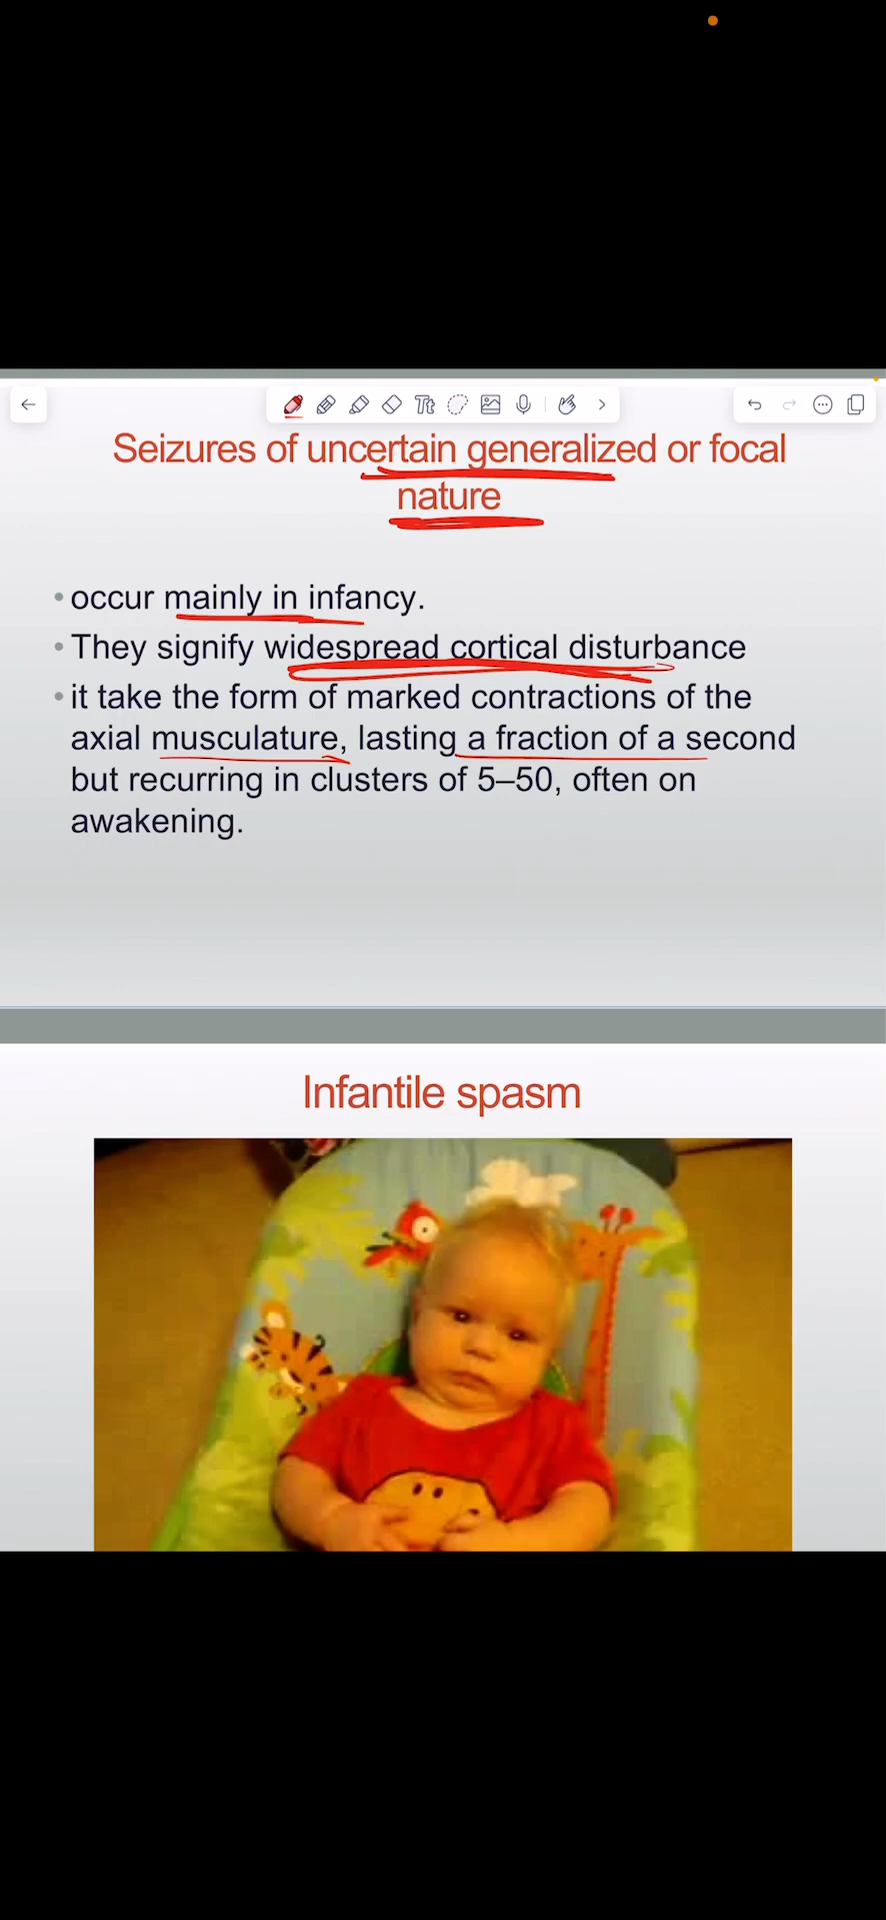 Tt
Seizures of uncertain generalized or focal
nature
• occur mainly in infancy.
• They signify widespread cortical disturbance
• it take the form of marked contractions of the
axial musculature, lasting a fraction of a second
but recurring in clusters of 5–50, often on
awakening.
Infantile spasm